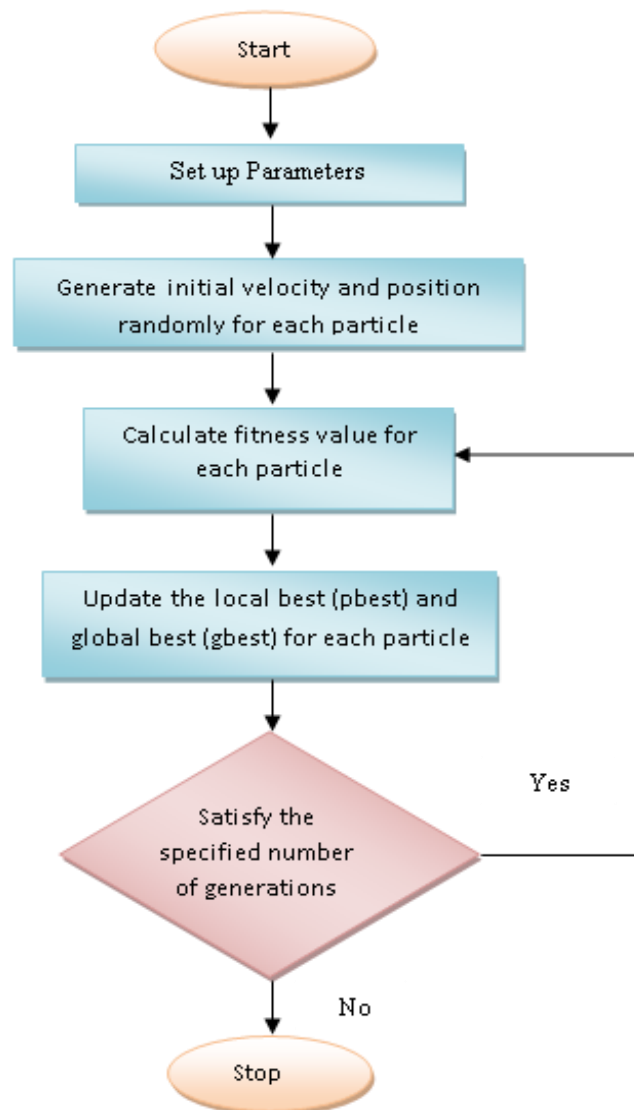 Start
Set up Parameters
Generate initial velocity and position
randomly for each particle
Calculate fitness value for
each particle
Update the local best (pbest) and
global best (gbest) for each particle
Yes
Satisfy the
specified number
of generations
No
Stop